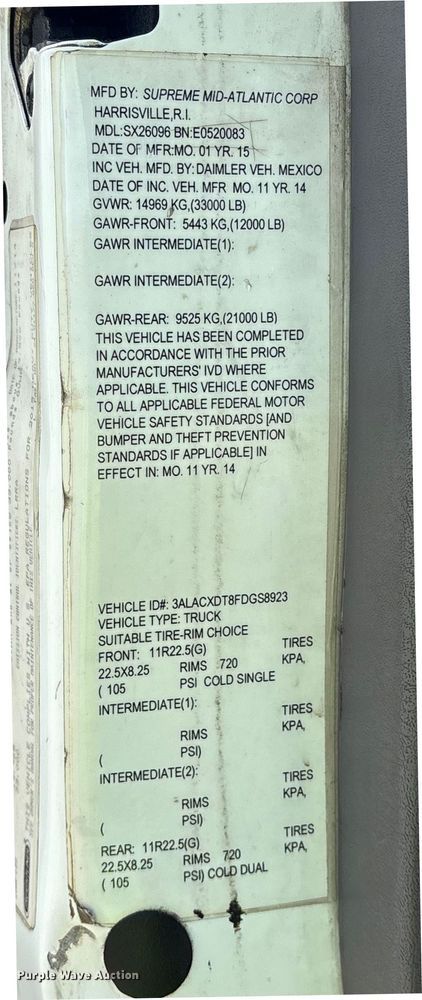 MFD BY: SUPREME MID-ATLANTIC CORP
HARRISVILLE,R.I.
MDL:SX26096 BN:E0520083
DATE OF MFR:MO. 01 YR. 15
INC VEH. MFD. BY: DAIMLER VEH. MEXICO
DATE OF INC. VEH. MFR MO. 11 YR. 14
GVWR: 14969 KG,(33000 LB)
GAWR-FRONT: 5443 KG,(12000 LB)
GAWR INTERMEDIATE(1):
GAWR INTERMEDIATE(2):
GAWR-REAR: 9525 KG,(21000 LB)
THIS VEHICLE HAS BEEN COMPLETED
IN ACCORDANCE WITH THE PRIOR
MANUFACTURERS' IVD WHERE
APPLICABLE. THIS VEHICLE CONFORMS
TO ALL APPLICABLE FEDERAL MOTOR
VEHICLE SAFETY STANDARDS [AND
BUMPER AND THEFT PREVENTION
STANDARDS IF APPLICABLE] IN
EFFECT IN: MO. 11 YR. 14
VEHICLE ID#: 3ALACXDT8FDGS8923
VEHICLE TYPE: TRUCK
SUITABLE TIRE-RIM CHOICE
FRONT: 11R22.5(G) TIRES
22.5X8.25 RIMS 720 KPA,
( 105 PSI COLD SINGLE
INTERMEDIATE(1): TIRES
RIMS KPA,
( PSI)
INTERMEDIATE(2): TIRES
RIMS KPA,
( PSI)
REAR: 11R22.5(G) TIRES
22.5X8.25 RIMS 720 KPA,
( 105 PSI) COLD DUAL
Purple Wave Auction